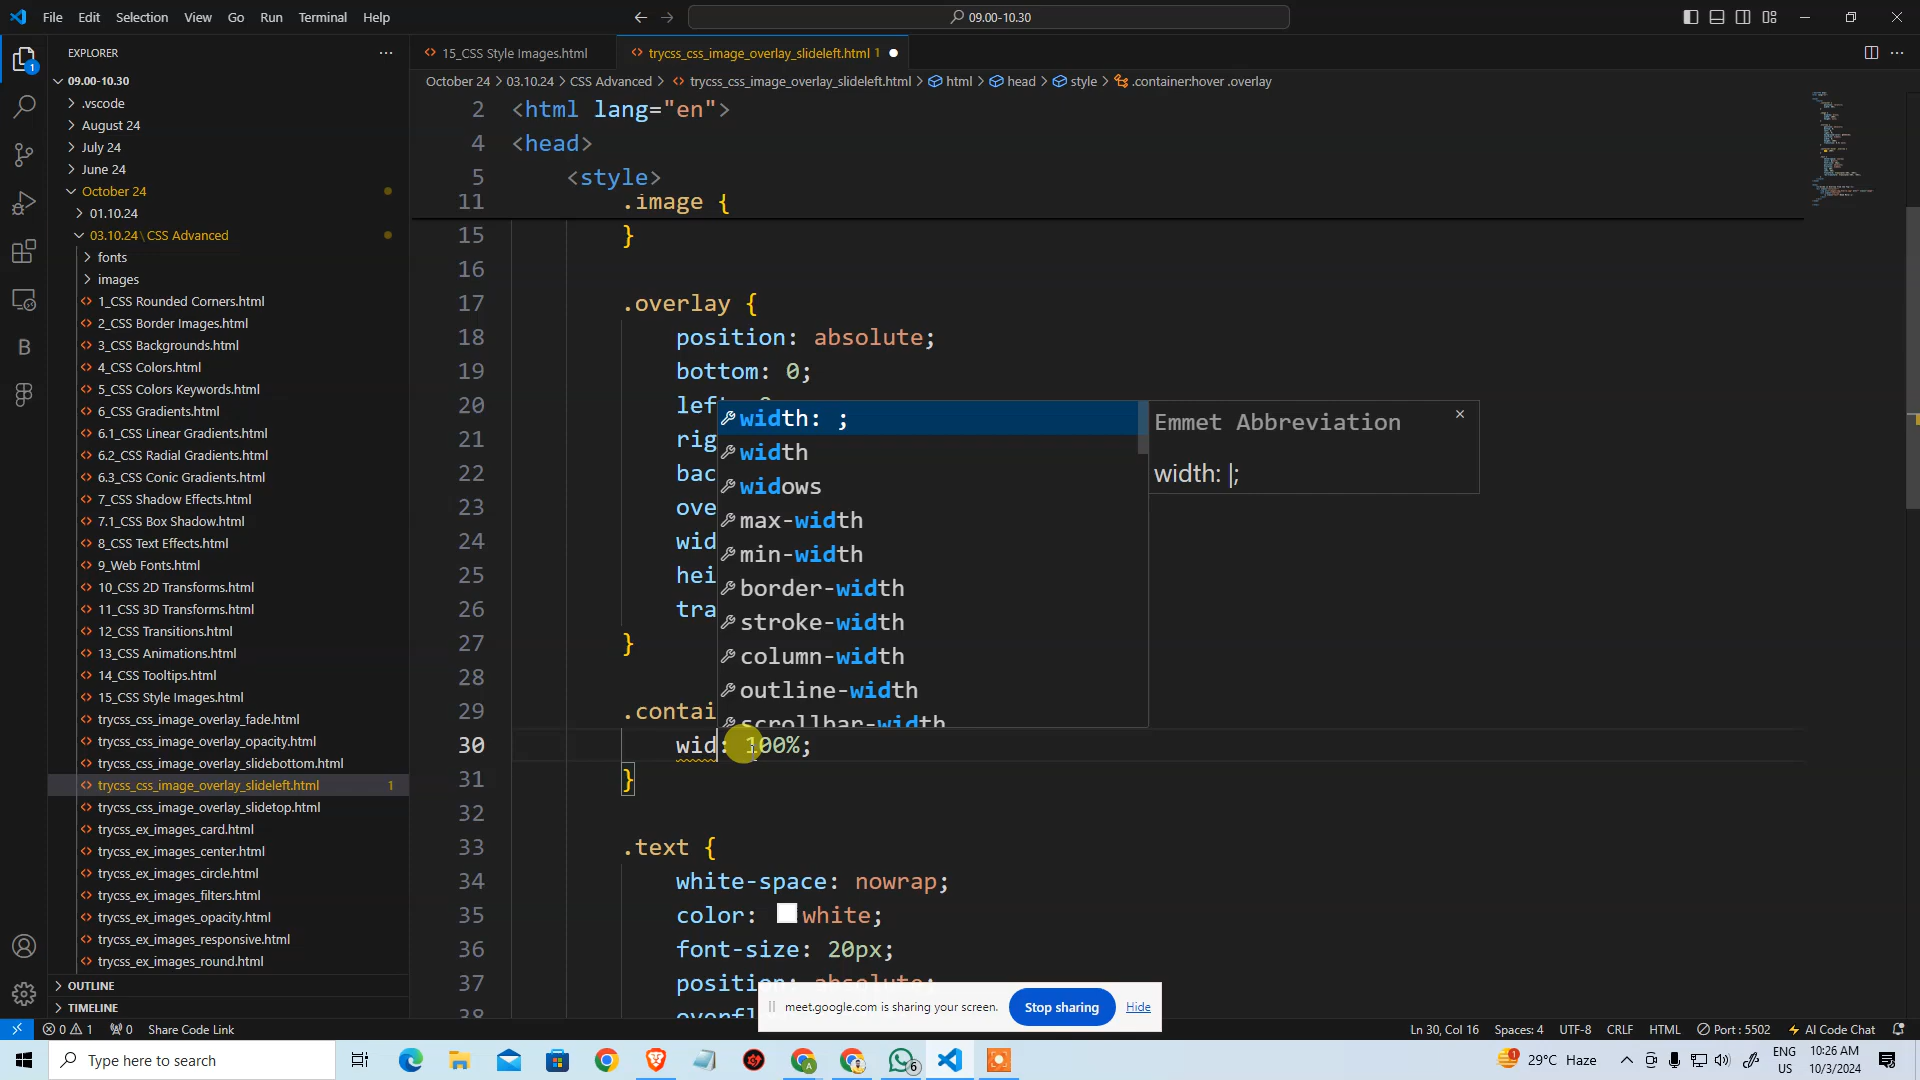 File Edit Selection View Go Run Terminal Help
09.00-10.30
EXPLORER
09.00-10.30
.vscode
August 24
July 24
June 24
October 24
01.10.24
03.10.24 \ CSS Advanced
fonts
images
1_CSS Rounded Corners.html
2_CSS Border Images.html
3_CSS Backgrounds.html
4_CSS Colors.html
5_CSS Colors Keywords.html
6_CSS Gradients.html
6.1_CSS Linear Gradients.html
6.2_CSS Radial Gradients.html
6.3_CSS Conic Gradients.html
7_CSS Shadow Effects.html
7.1_CSS Box Shadow.html
8_CSS Text Effects.html
9_Web Fonts.html
10_CSS 2D Transforms.html
11_CSS 3D Transforms.html
12_CSS Transitions.html
13_CSS Animations.html
14_CSS Tooltips.html
15_CSS Style Images.html
trycss_css_image_overlay_fade.html
trycss_css_image_overlay_opacity.html
trycss_css_image_overlay_slidebottom.html
trycss_css_image_overlay_slideleft.html 1
trycss_css_image_overlay_slidetop.html
trycss_ex_images_card.html
trycss_ex_images_center.html
trycss_ex_images_circle.html
trycss_ex_images_filters.html
trycss_ex_images_opacity.html
trycss_ex_images_responsive.html
trycss_ex_images_round.html
OUTLINE
TIMELINE
15_CSS Style Images.html trycss_css_image_overlay_slideleft.html 1
October 24 > 03.10.24 > CSS Advanced > trycss_css_image_overlay_slideleft.html > html > head > style > .container:hover .overlay
2 <html lang="en">
4 <head>
5 <style>
11 .image {
15 }
16
17 .overlay {
18 position: absolute;
19 bottom: 0;
20 left
21 rig
22 bac
23 ove
24 wid
25 hei
26 tra
27 }
28
29 .contai
30 wid: 100%;
31 }
32
33 .text {
34 white-space: nowrap;
35 color: white;
36 font-size: 20px;
37 position: absolute;
38 overfl
width: ;
width
widows
max-width
min-width
border-width
stroke-width
column-width
outline-width
scrollbar-width
Emmet Abbreviation
width: |;
meet.google.com is sharing your screen. Stop sharing Hide
0 1 0 Share Code Link Ln 30, Col 16 Spaces: 4 UTF-8 CRLF HTML Port : 5502 AI Code Chat
Type here to search
6
1 29°C Haze
ENG
US
10:26 AM
10/3/2024